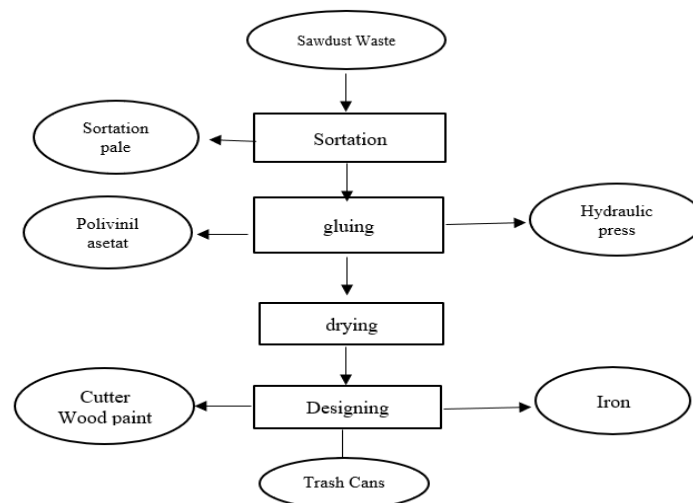 Sawdust Waste
Sortation
pale
Sortation
Polivinil
asetat
gluing
Hydraulic
press
drying
Cutter
Wood paint
Designing
Iron
Trash Cans